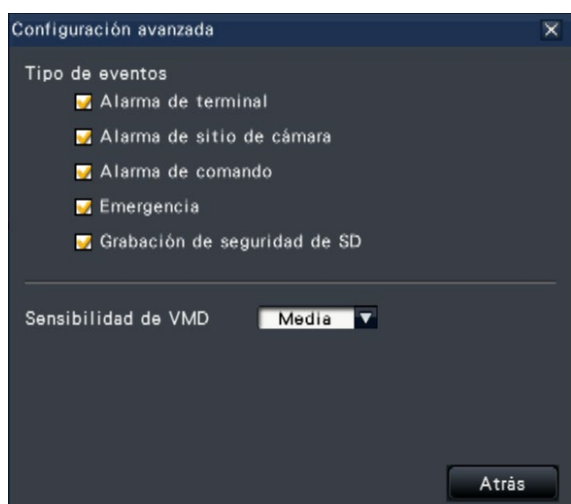 Configuración avanzada
Tipo de eventos
Alarma de terminal
Alarma de sitio de cámara
Alarma de comando
Emergencia
Grabación de seguridad de SD
Sensibilidad de VMD Media
Atrás